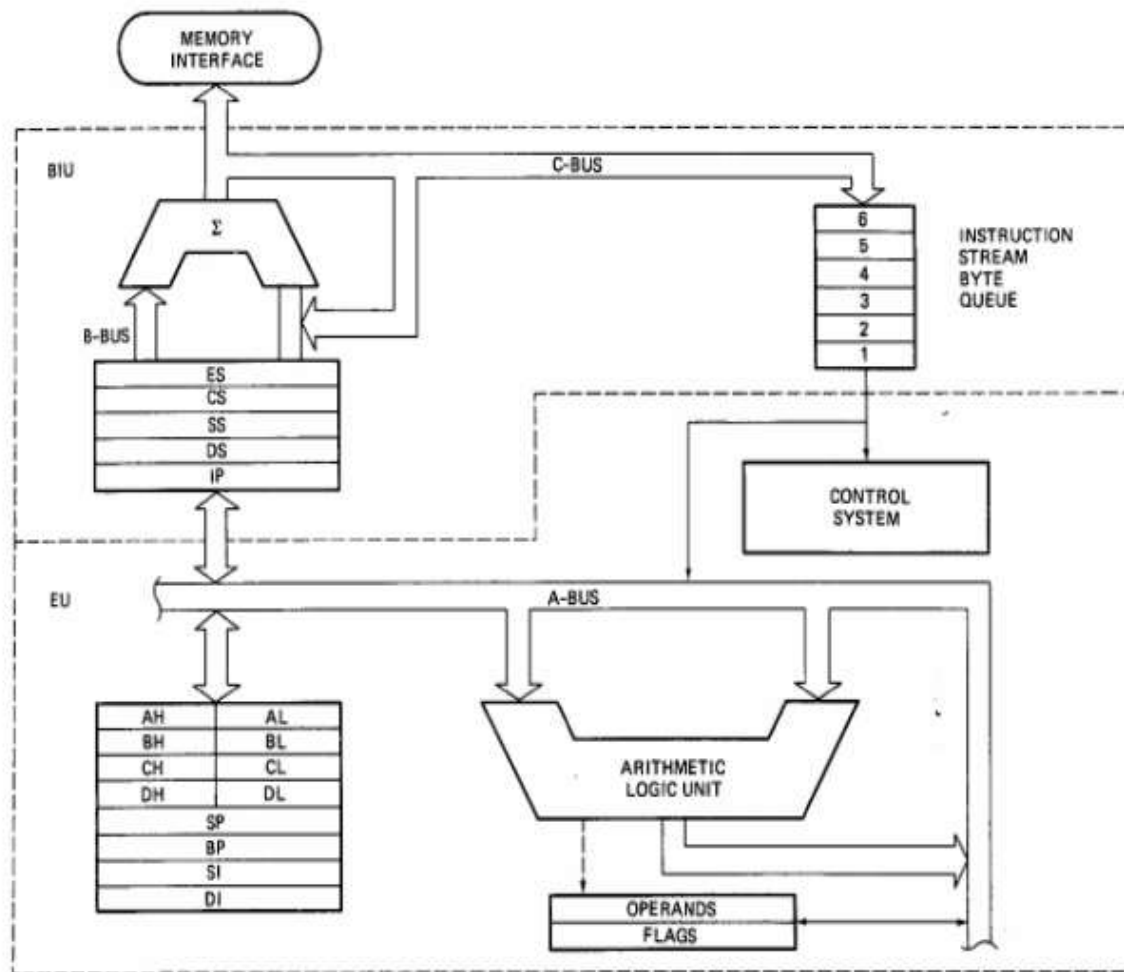 MEMORY
INTERFACE
BIU
C-BUS
Σ
6
5
4
3
2
1
INSTRUCTION
STREAM
BYTE
QUEUE
B-BUS
ES
CS
SS
DS
IP
CONTROL
SYSTEM
EU
A-BUS
AH AL
BH BL
CH CL
DH DL
SP
BP
SI
DI
ARITHMETIC
LOGIC UNIT
OPERANDS
FLAGS